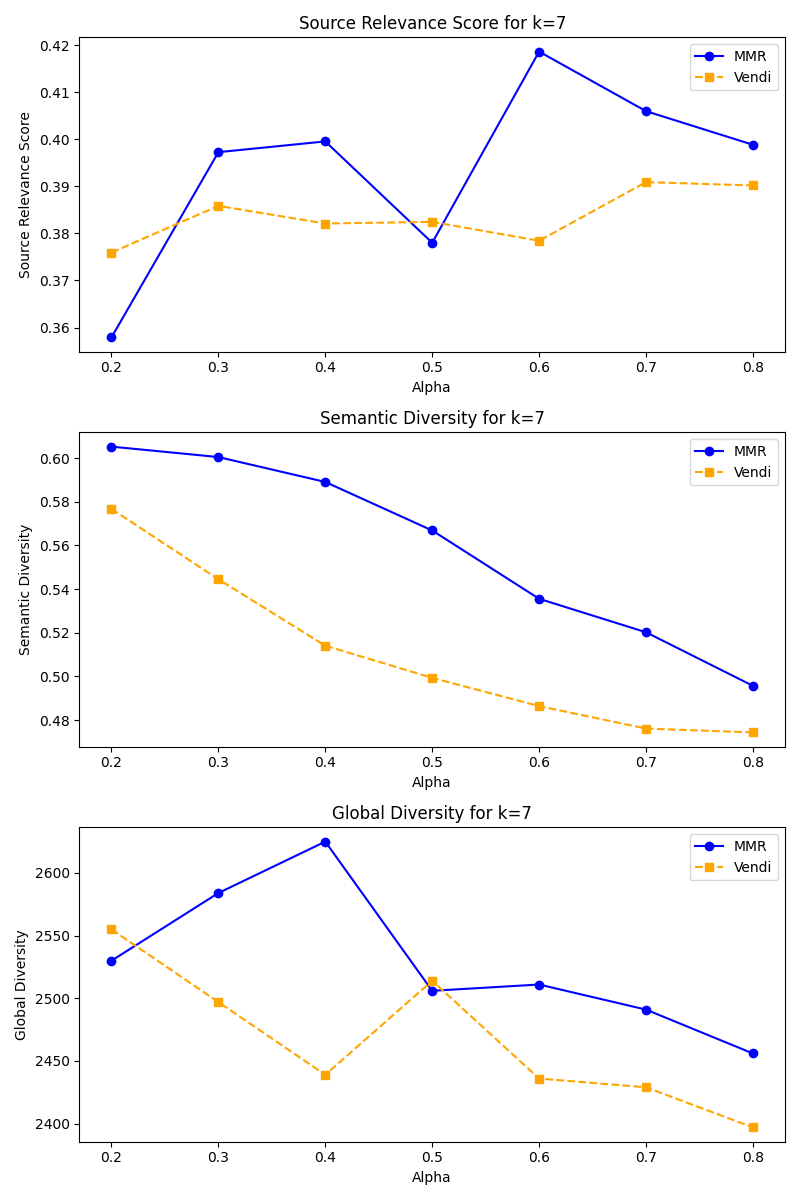 Source Relevance Score for k=7
MMR
Vendi
0.42
0.41
0.40
0.39
0.38
0.37
0.36
Source Relevance Score
0.2 0.3 0.4 0.5 0.6 0.7 0.8
Alpha
Semantic Diversity for k=7
MMR
Vendi
0.60
0.58
0.56
0.54
0.52
0.50
0.48
Semantic Diversity
0.2 0.3 0.4 0.5 0.6 0.7 0.8
Alpha
Global Diversity for k=7
MMR
Vendi
2600
2550
2500
2450
2400
Global Diversity
0.2 0.3 0.4 0.5 0.6 0.7 0.8
Alpha